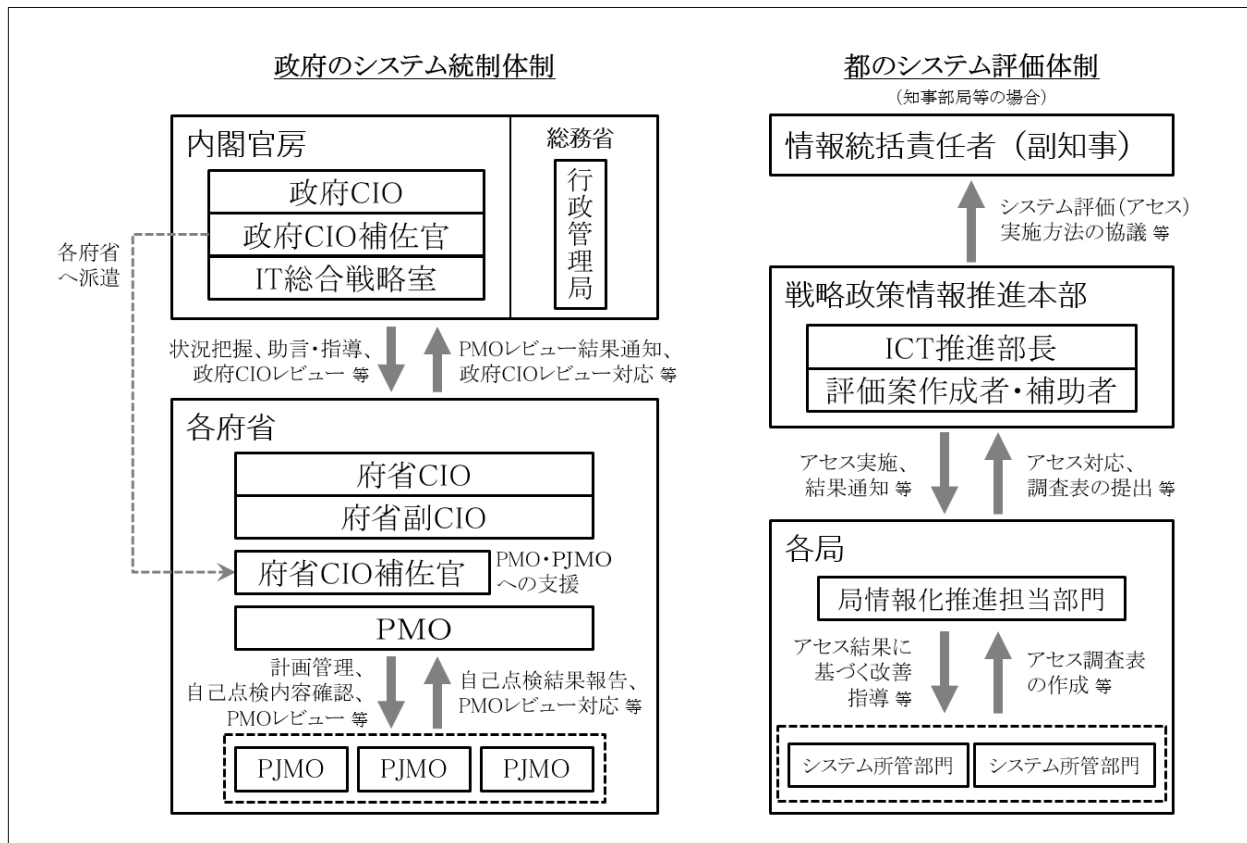 政府のシステム統制体制
内閣官房
政府CIO
政府CIO補佐官
IT総合戦略室
総務省
行政管理局
各府省
へ派遣
状況把握、助言・指導、
政府CIOレビュー 等
PMOレビュー結果通知、
政府CIOレビュー対応 等
各府省
府省CIO
府省副CIO
府省CIO補佐官
PMO・PJMO
への支援
PMO
計画管理、
自己点検内容確認、
PMOレビュー 等
自己点検結果報告、
PMOレビュー対応 等
PJMO
PJMO
PJMO
都のシステム評価体制
(知事部局等の場合)
情報統括責任者(副知事)
システム評価(アセス)
実施方法の協議 等
戦略政策情報推進本部
ICT推進部長
評価案作成者・補助者
アセス実施、
結果通知 等
アセス対応、
調査表の提出 等
各局
局情報化推進担当部門
アセス結果に
基づく改善
指導 等
アセス調査表
の作成 等
システム所管部門
システム所管部門